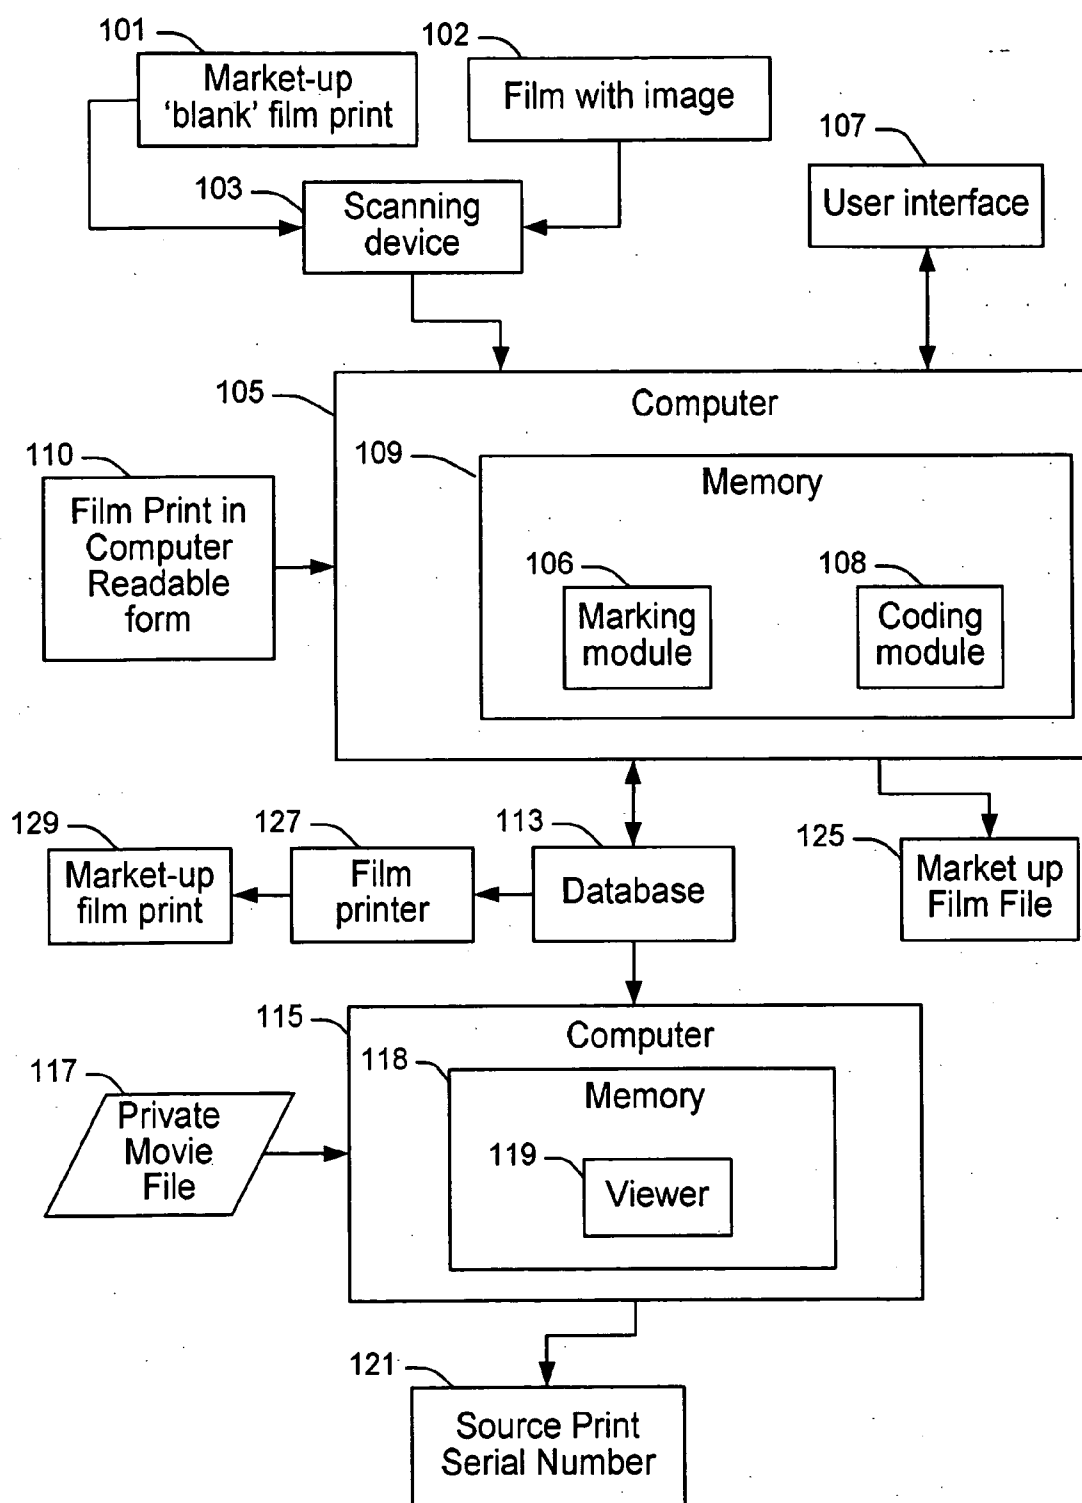 101
Market-up
'blank' film print
102
Film with image
107
User interface
103
Scanning
device
105
Computer
109
Memory
110
Film Print in
Computer
Readable
form
106
Marking
module
108
Coding
module
129
Market-up
film print
127
Film
printer
113
Database
125
Market up
Film File
115
Computer
118
Memory
117
Private
Movie
File
119
Viewer
121
Source Print
Serial Number